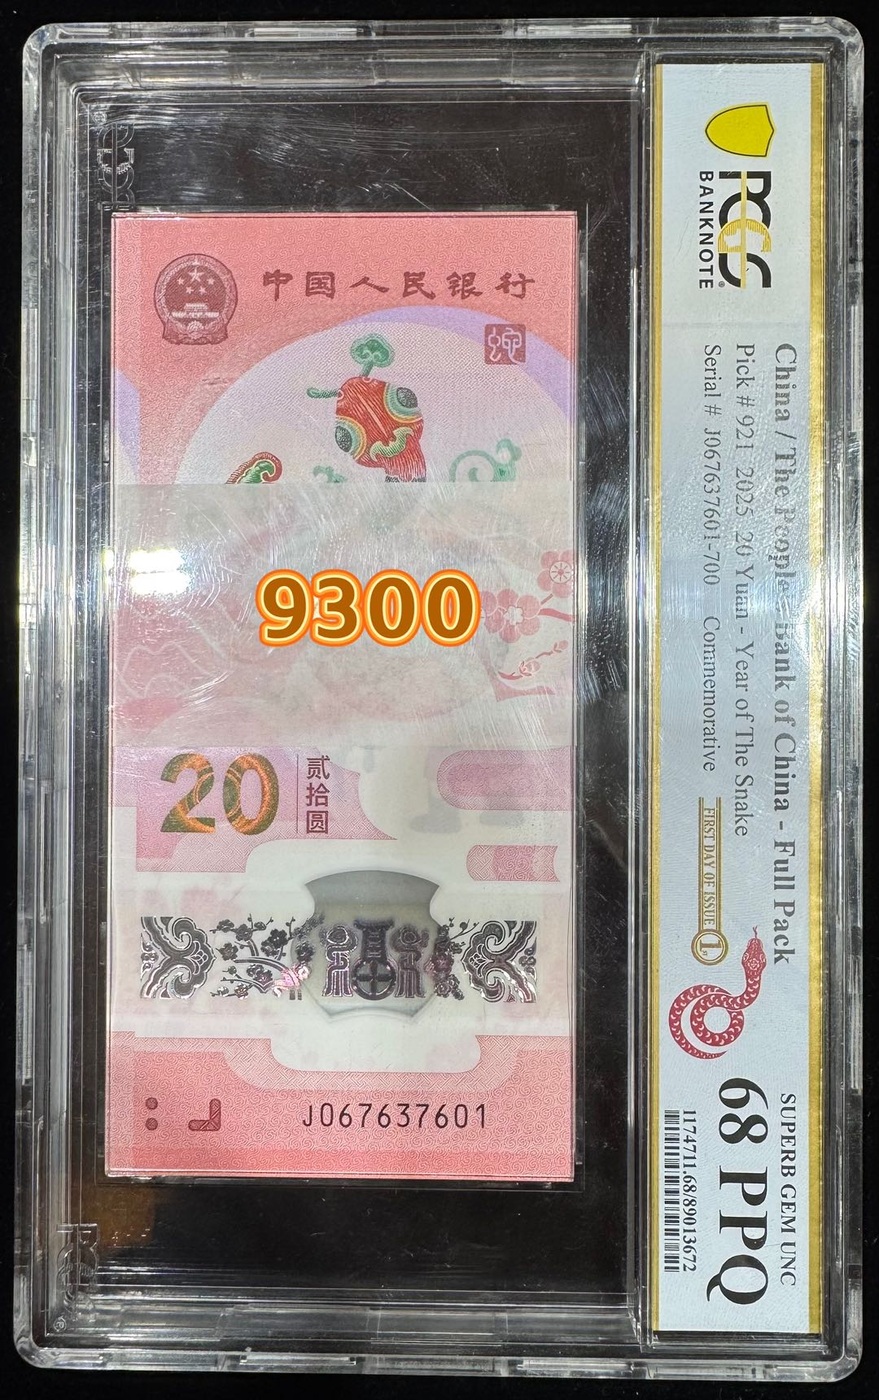 PCGS
BANKNOTE
China / The People's Bank of China - Full Pack
Pick # 921 2025 20 Yuan - Year of The Snake
Serial # J067637601-700 Commemorative
FIRST DAY OF ISSUE 1
SUPERB GEM UNC
68 PPQ
1174711.68/89013672
中国人民银行
9300
20
贰拾圆
J067637601